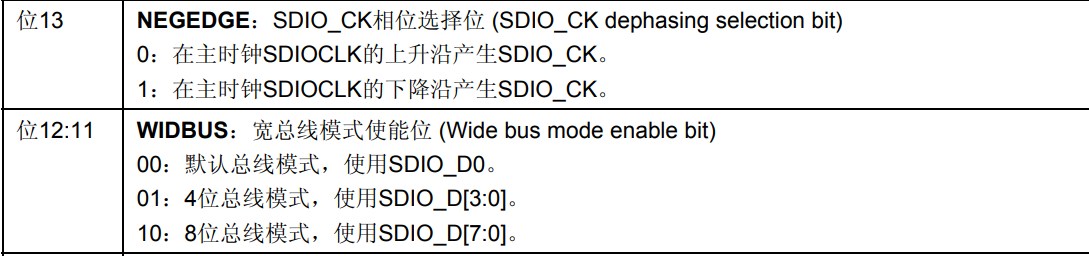 位13
NEGEDGE：SDIO_CK相位选择位 (SDIO_CK dephasing selection bit)
0：在主时钟SDIOCLK的上升沿产生SDIO_CK。
1：在主时钟SDIOCLK的下降沿产生SDIO_CK。
位12:11
WIDBUS：宽总线模式使能位 (Wide bus mode enable bit)
00：默认总线模式，使用SDIO_D0。
01：4位总线模式，使用SDIO_D[3:0]。
10：8位总线模式，使用SDIO_D[7:0]。